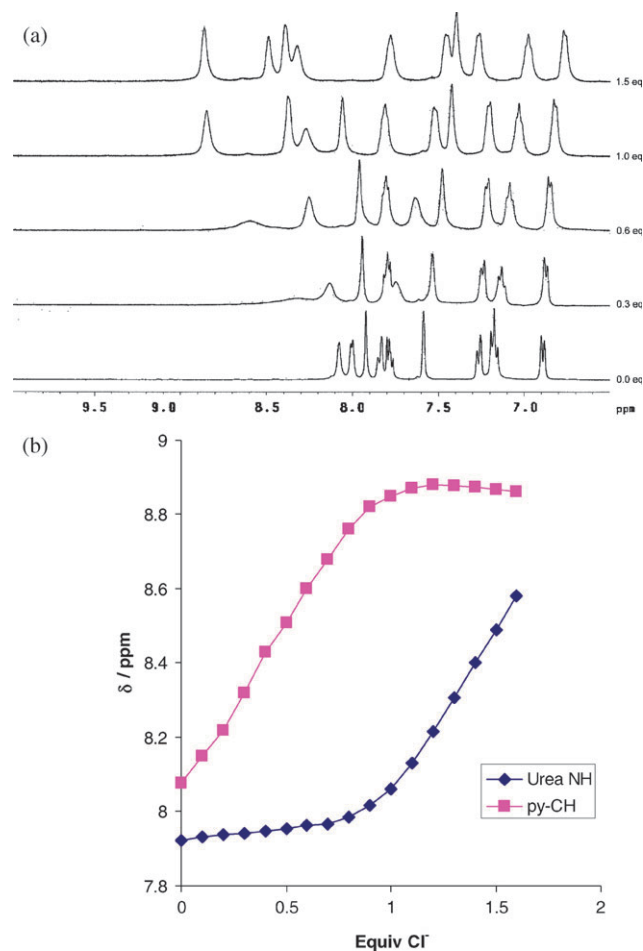 (a)
1.5 eq
1.0 eq
0.6 eq
0.3 eq
0.0 eq
9.5 9.0 8.5 8.0 7.5 7.0 ppm
(b)
9
8.8
8.6
8.4
8.2
8
7.8
δ / ppm
Urea NH
py-CH
0 0.5 1 1.5 2
Equiv Cl⁻